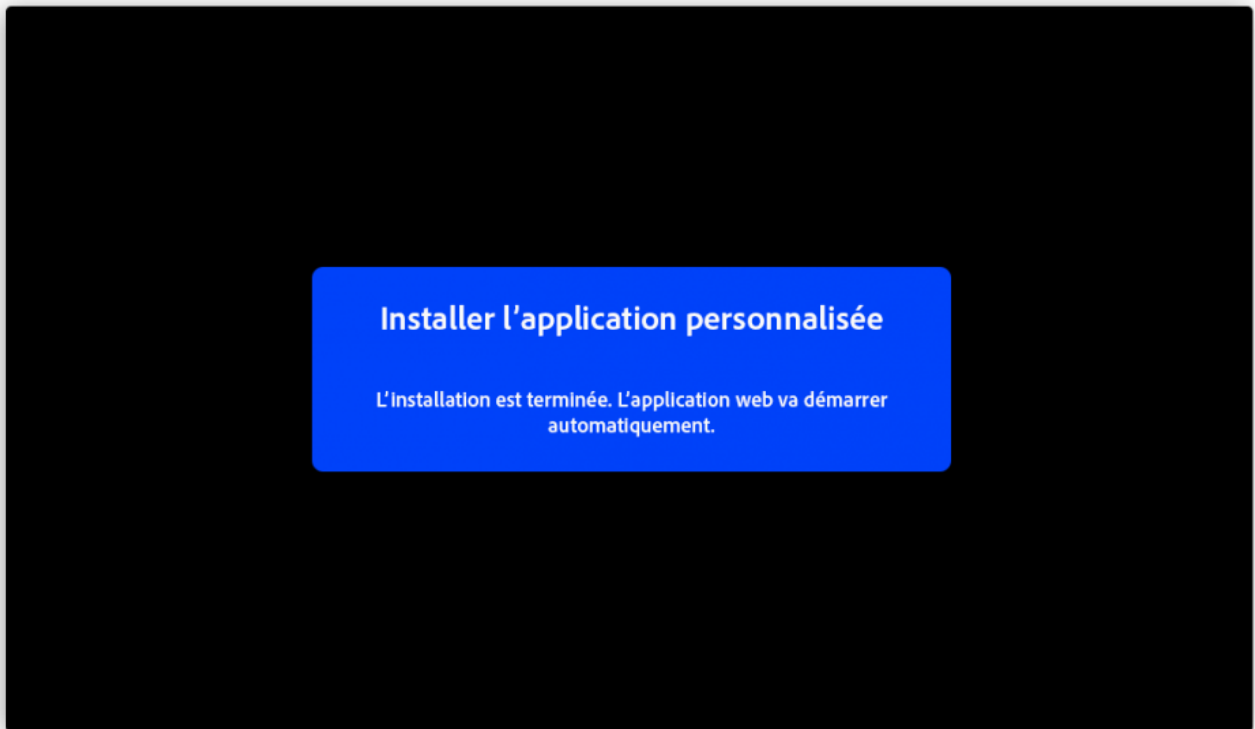 Installer l’application personnalisée
L’installation est terminée. L’application web va démarrer
automatiquement.